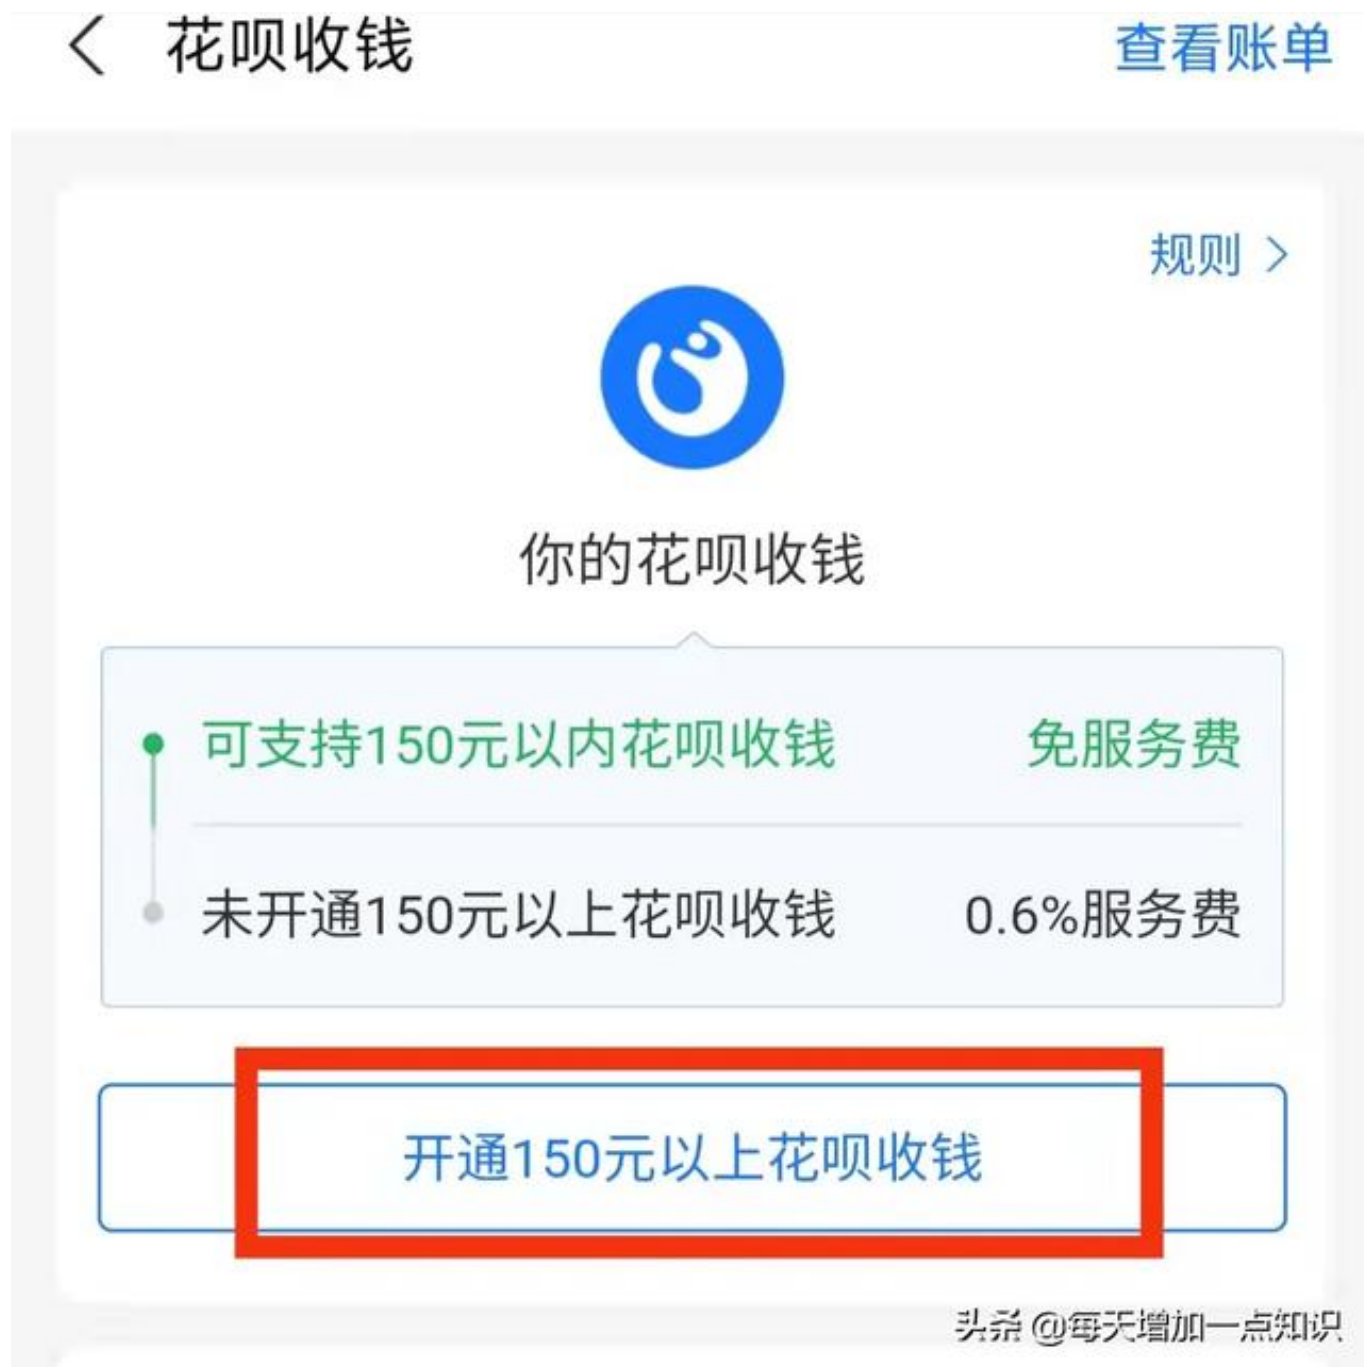 花呗收钱 查看账单
规则
你的花呗收钱
可支持150元以内花呗收钱 免服务费
未开通150元以上花呗收钱 0.6%服务费
开通150元以上花呗收钱
头条 @每天增加一点知识